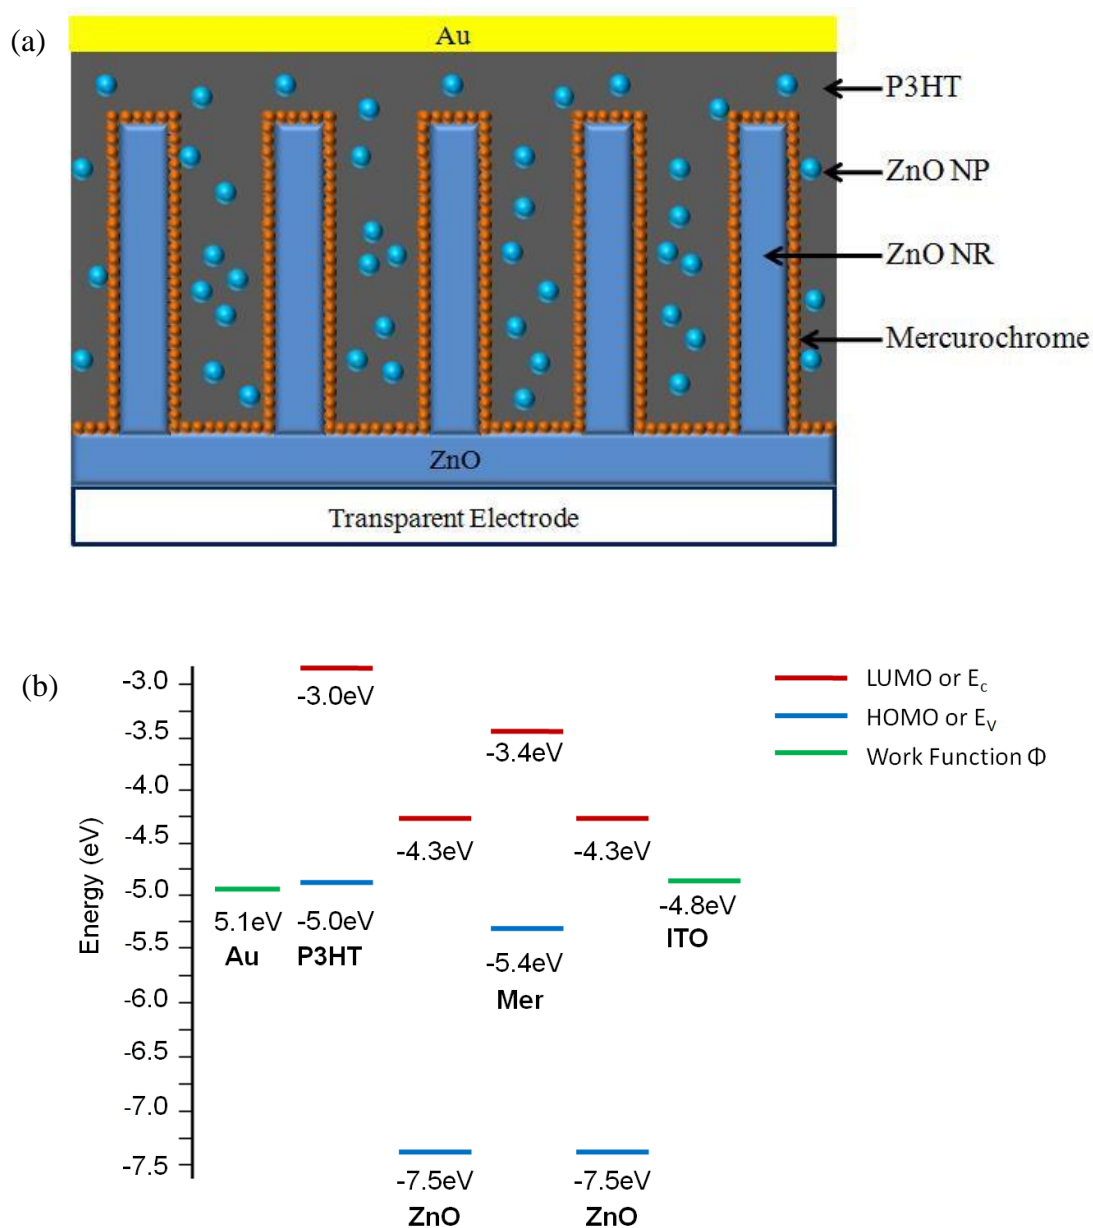 (a)
Au
P3HT
ZnO NP
ZnO NR
Mercurochrome
ZnO
Transparent Electrode
(b)
Energy (eV)
-3.0
-3.5
-4.0
-4.5
-5.0
-5.5
-6.0
-6.5
-7.0
-7.5
-3.0eV
-3.4eV
-4.3eV
-4.3eV
5.1eV
Au
-5.0eV
P3HT
-5.4eV
Mer
-4.8eV
ITO
-7.5eV
ZnO
-7.5eV
ZnO
LUMO or Ec
HOMO or EV
Work Function Φ